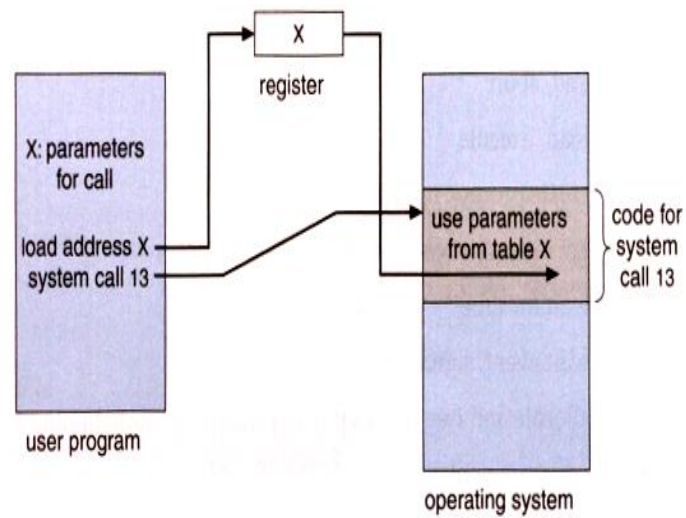 X
register
X: parameters
for call
load address X
system call 13
user program
use parameters
from table X
code for
system
call 13
operating system